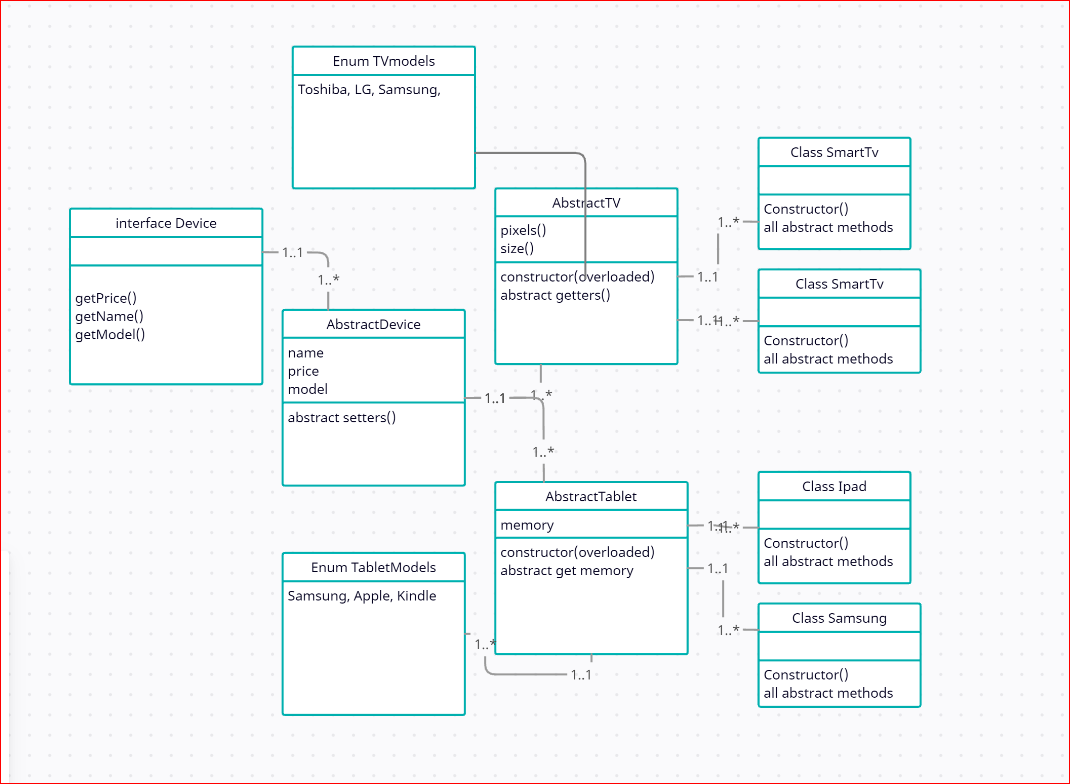 Enum TVmodels
Toshiba, LG, Samsung,
interface Device
getPrice()
getName()
getModel()
1..1
1..*
AbstractDevice
name
price
model
abstract setters()
1..1
1..*
1..*
AbstractTV
pixels()
size()
constructor(overloaded)
abstract getters()
1..1
1..*
1..1
1..*
Class SmartTv
Constructor()
all abstract methods
Class SmartTv
Constructor()
all abstract methods
Enum TabletModels
Samsung, Apple, Kindle
1..*
1..1
AbstractTablet
memory
constructor(overloaded)
abstract get memory
1..1
1..*
1..1
1..*
Class Ipad
Constructor()
all abstract methods
Class Samsung
Constructor()
all abstract methods